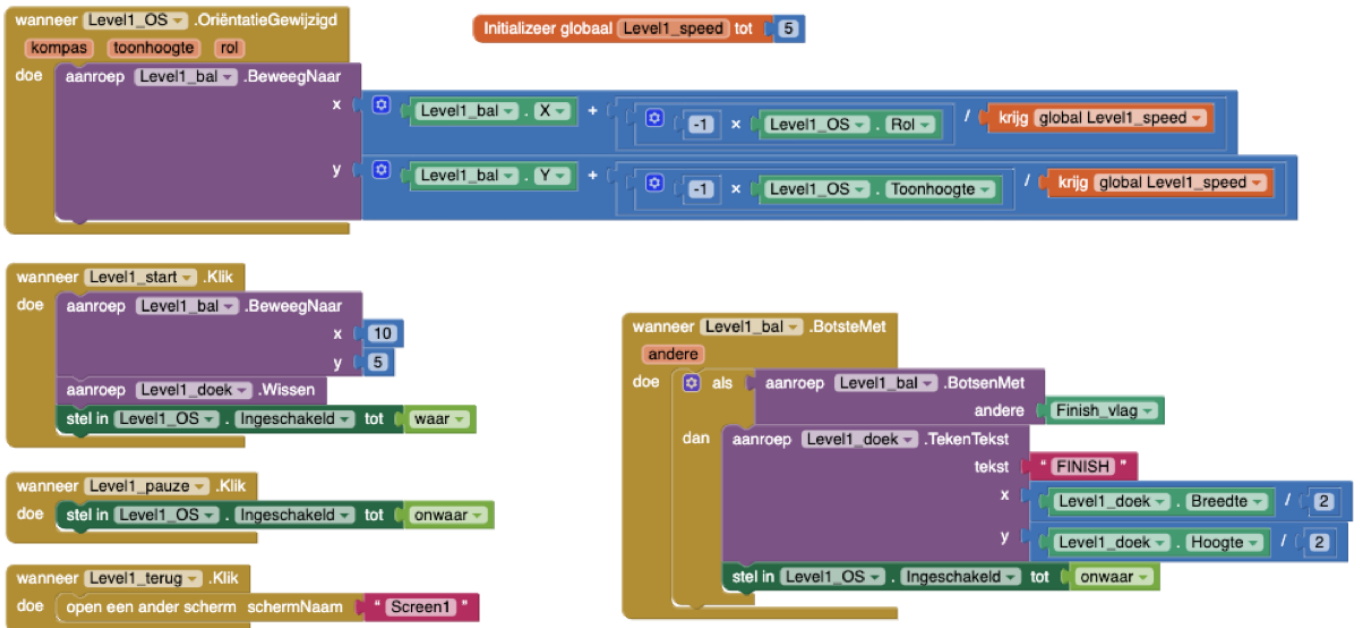 wanneer Level1_OS .OriëntatieGewijzigd
kompas toonhoogte rol
doe aanroep Level1_bal .BeweegNaar
x Level1_bal . X + -1 × Level1_OS . Rol / krijg global Level1_speed
y Level1_bal . Y + -1 × Level1_OS . Toonhoogte / krijg global Level1_speed
Initializeer globaal Level1_speed tot 5
wanneer Level1_start .Klik
doe aanroep Level1_bal .BeweegNaar
x 10
y 5
aanroep Level1_doek .Wissen
stel in Level1_OS . Ingeschakeld tot waar
wanneer Level1_pauze .Klik
doe stel in Level1_OS . Ingeschakeld tot onwaar
wanneer Level1_terug .Klik
doe open een ander scherm schermNaam " Screen1 "
wanneer Level1_bal .BotsteMet
andere
doe als aanroep Level1_bal .BotsenMet
andere Finish_vlag
dan aanroep Level1_doek .TekenTekst
tekst " FINISH "
x Level1_doek . Breedte / 2
y Level1_doek . Hoogte / 2
stel in Level1_OS . Ingeschakeld tot onwaar